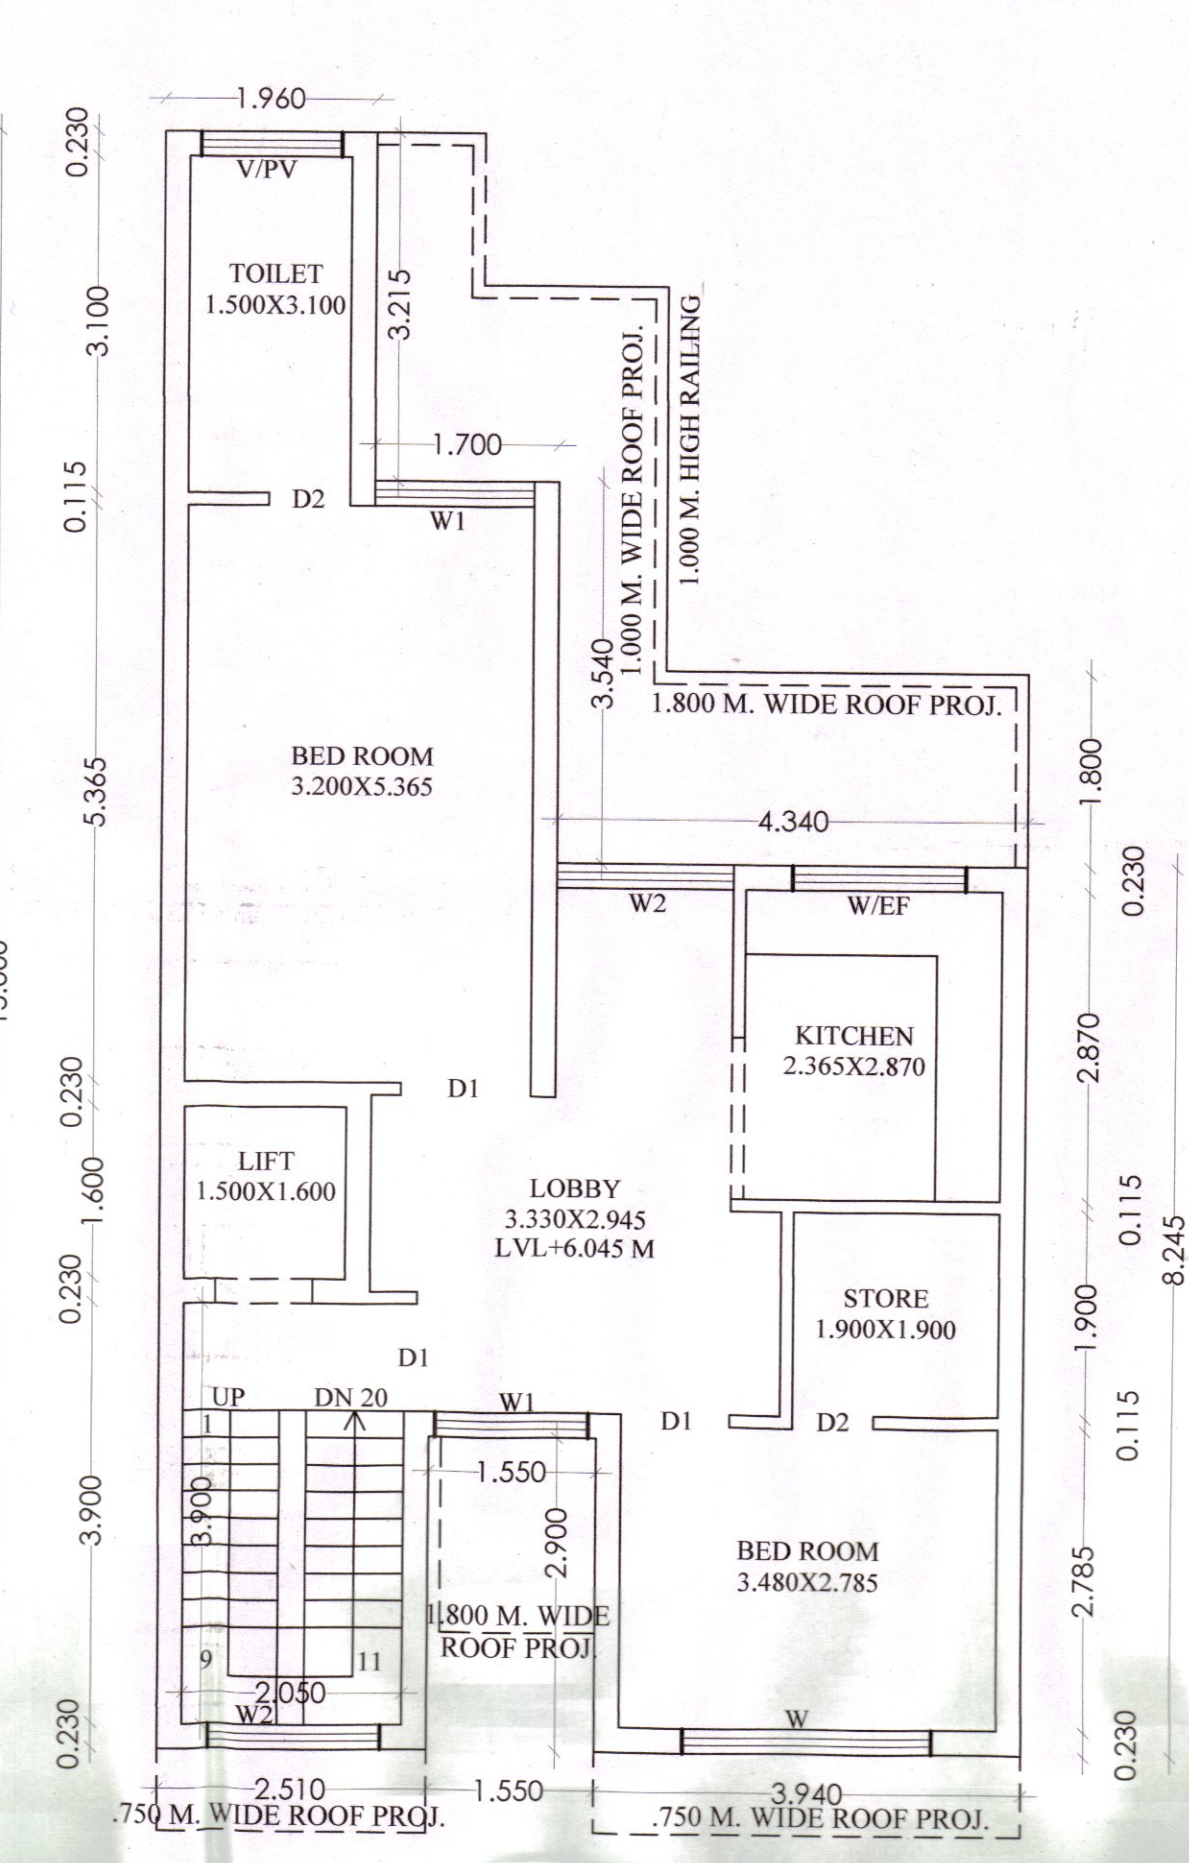 1.960
0.230
V/PV
TOILET
1.500X3.100
3.100
3.215
1.000 M. WIDE ROOF PROJ.
1.000 M. HIGH RAILING
1.700
0.115
D2
W1
3.540
1.800 M. WIDE ROOF PROJ.
BED ROOM
3.200X5.365
5.365
1.800
4.340
0.230
W2
W/EF
KITCHEN
2.365X2.870
2.870
0.230
D1
LIFT
1.500X1.600
1.600
LOBBY
3.330X2.945
LVL+6.045 M
0.115
8.245
0.230
STORE
1.900X1.900
1.900
D1
UP
DN 20
W1
D1
D2
0.115
1
1.550
3.900
3.900
2.900
BED ROOM
3.480X2.785
2.785
1.800 M. WIDE
ROOF PROJ.
9
11
2.050
W2
W
0.230
0.230
2.510
1.550
3.940
.750 M. WIDE ROOF PROJ.
.750 M. WIDE ROOF PROJ.